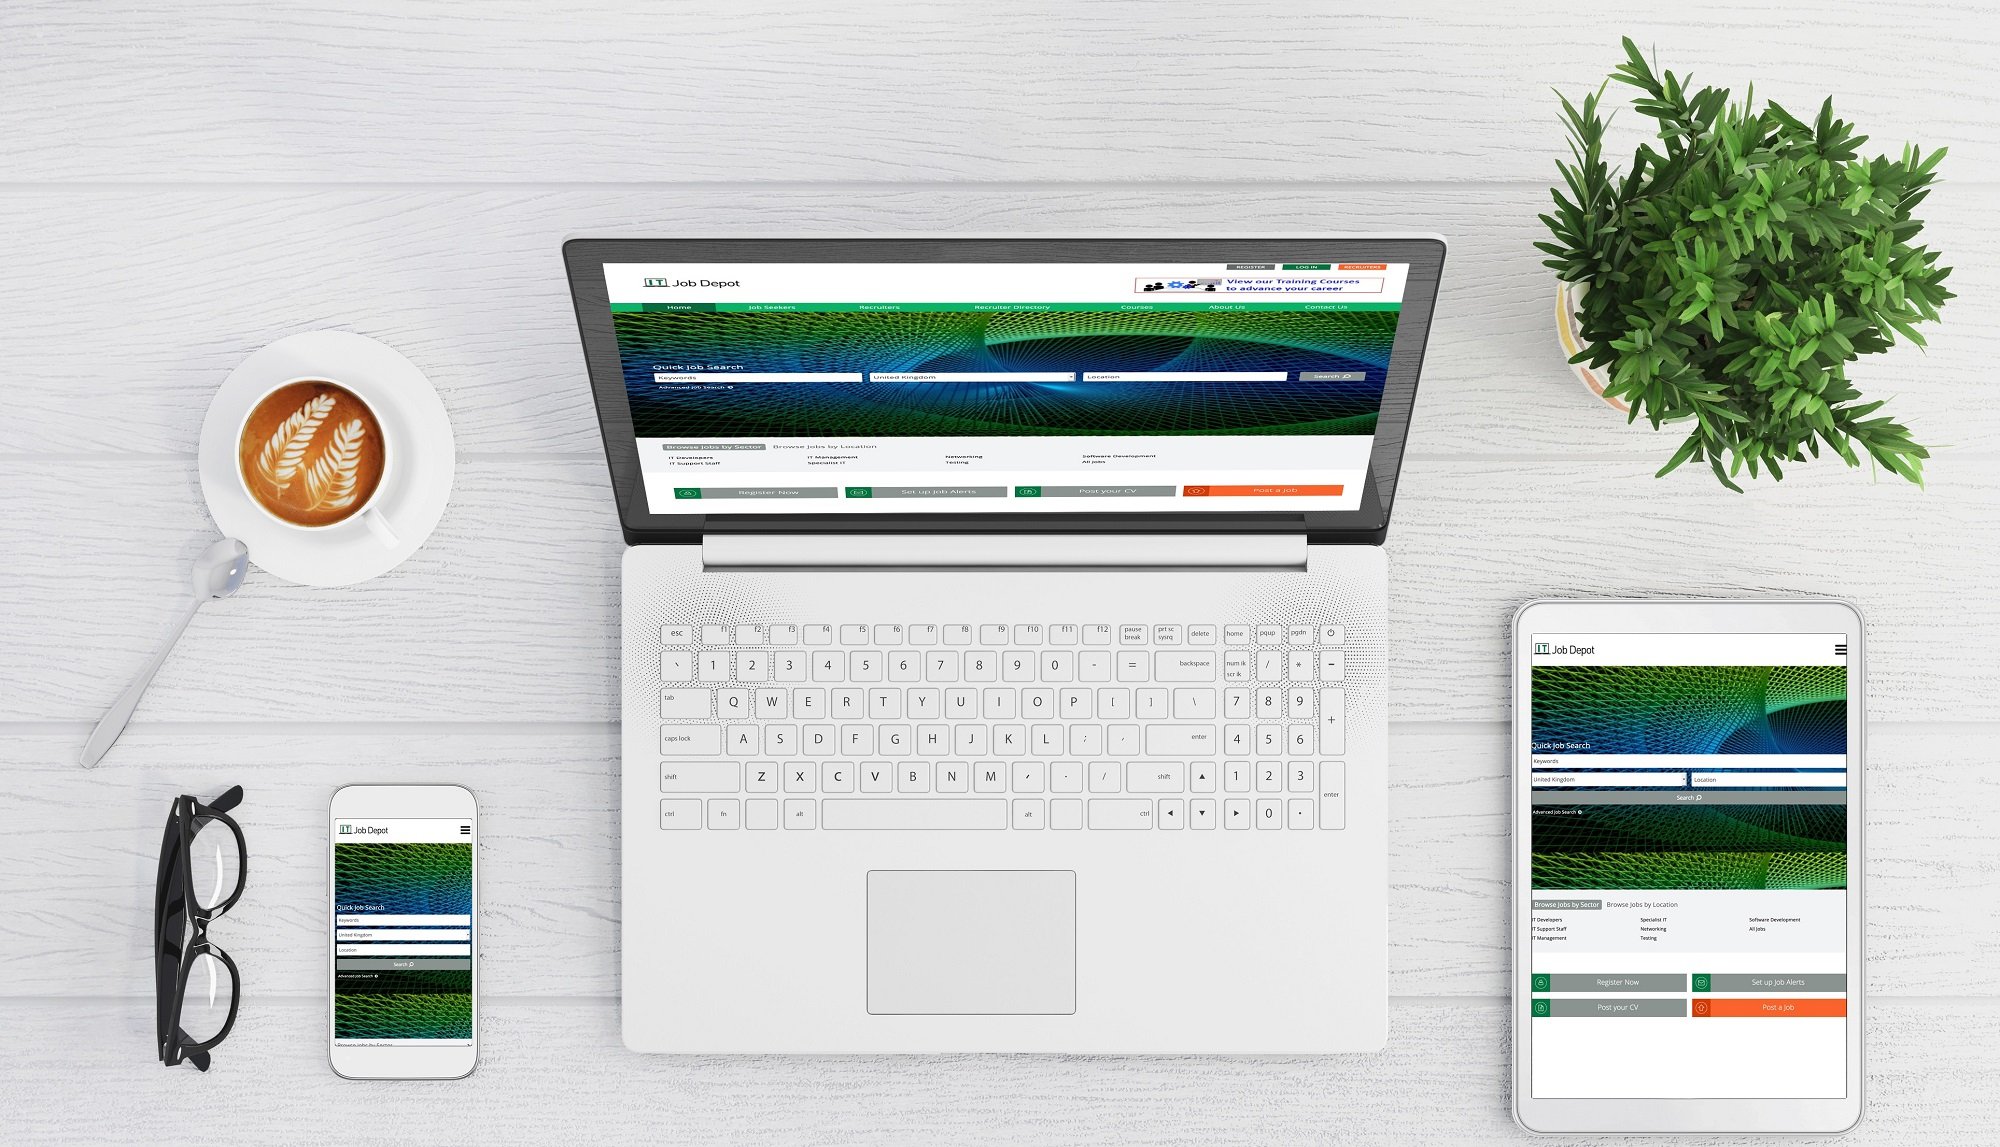 REGISTER LOG IN RECRUITERS
IT Job Depot
View our Training Courses
to advance your career
Home Job Seekers Recruiters Recruiter Directory Courses About Us Contact Us
Quick Job Search
Keywords United Kingdom Location Search
Advanced Job Search
Browse Jobs by Sector Browse Jobs by Location
IT Developers IT Management Networking Software Development
IT Support Staff Specialist IT Testing All Jobs
Register Now Set up Job Alerts Post your CV Post a Job
esc f1 f2 f3 f4 f5 f6 f7 f8 f9 f10 f11 f12 pause break prt sc sysrq delete home pqup pgdn
` 1 2 3 4 5 6 7 8 9 0 - = backspace num lk scr lk / * -
tab Q W E R T Y U I O P [ ] \ 7 8 9 +
caps lock A S D F G H J K L ; , enter 4 5 6
shift Z X C V B N M , . / shift 1 2 3 enter
ctrl fn alt alt ctrl 0 .
IT Job Depot
Quick Job Search
Keywords
United Kingdom
Location
Search
Advanced Job Search
Browse Jobs by Sector
IT Job Depot
Quick Job Search
Keywords
United Kingdom Location
Search
Advanced Job Search
Browse Jobs by Sector Browse Jobs by Location
IT Developers Specialist IT Software Development
IT Support Staff Networking All Jobs
IT Management Testing
Register Now Set up Job Alerts
Post your CV Post a Job